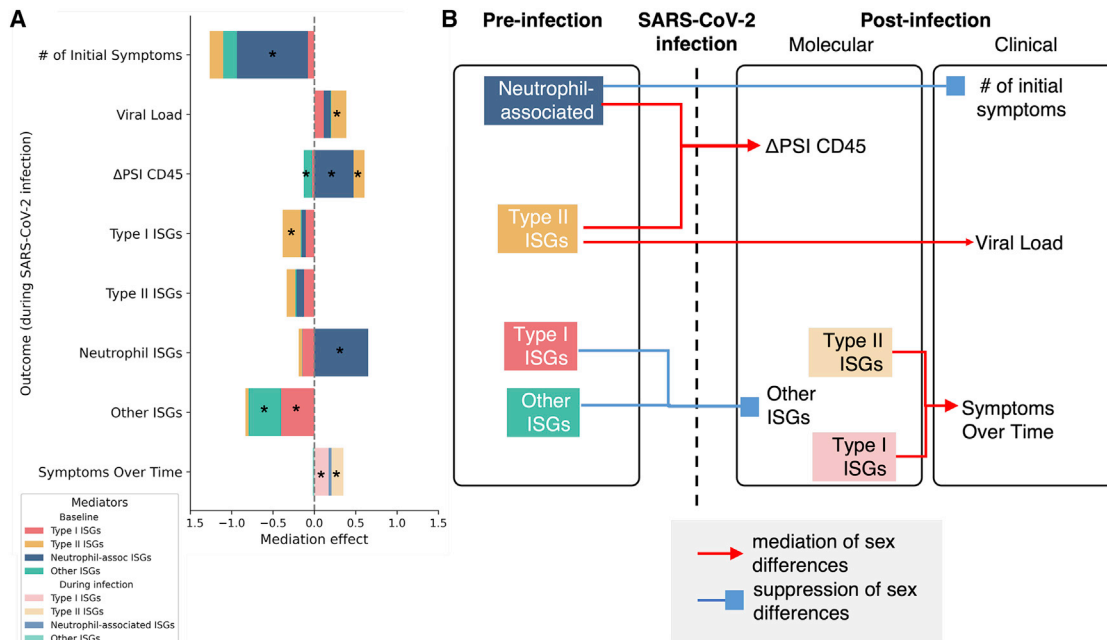 A
Outcome (during SARS-CoV-2 infection)
# of Initial Symptoms
Viral Load
ΔPSI CD45
Type I ISGs
Type II ISGs
Neutrophil ISGs
Other ISGs
Symptoms Over Time
*
*
* * *
*
*
* *
* *
1.5 −1.0 −0.5 0.0 0.5 1.0 1.5
Mediation effect
Mediators
Baseline
Type I ISGs
Type II ISGs
Neutrophil-assoc ISGs
Other ISGs
During infection
Type I ISGs
Type II ISGs
Neutrophil-associated ISGs
Other ISGs
B
Pre-infection
SARS-CoV-2
infection
Post-infection
Molecular
Clinical
Neutrophil-
associated
# of initial
symptoms
ΔPSI CD45
Type II
ISGs
Viral Load
Type I
ISGs
Type II
ISGs
Other
ISGs
Other
ISGs
Symptoms
Over Time
Type I
ISGs
mediation of sex
differences
suppression of sex
differences